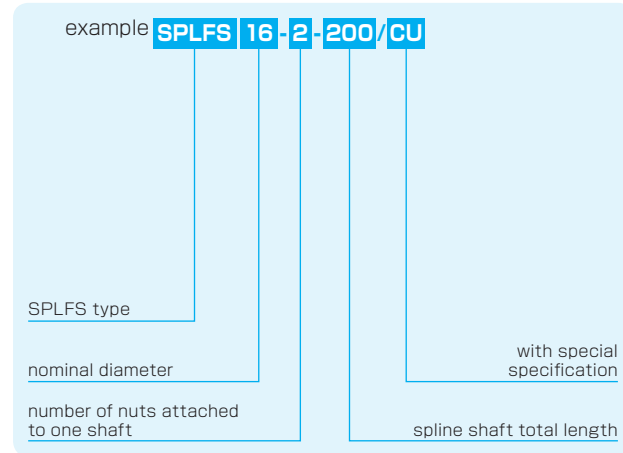 example SPLFS 16-2-200/CU
SPLFS type
with special
specification
nominal diameter
number of nuts attached
to one shaft
spline shaft total length